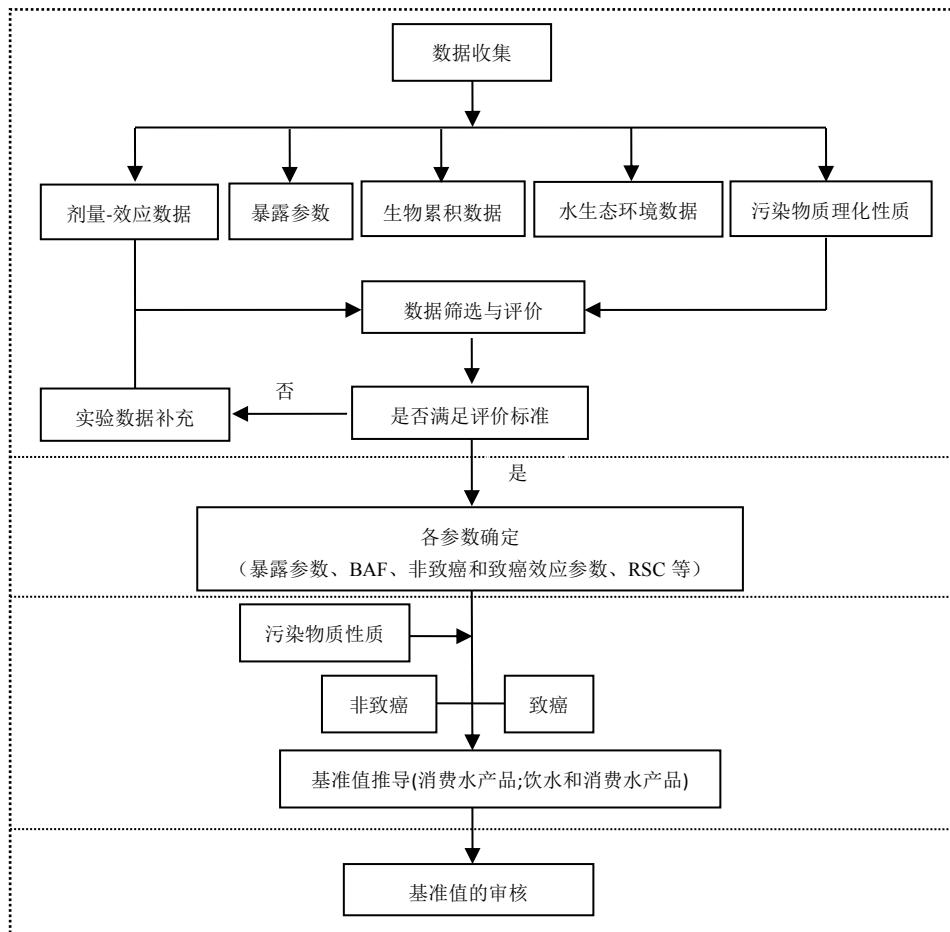 数据收集
剂量-效应数据
暴露参数
生物累积数据
水生态环境数据
污染物质理化性质
数据筛选与评价
否
实验数据补充
是否满足评价标准
是
各参数确定
（暴露参数、BAF、非致癌和致癌效应参数、RSC 等）
污染物质性质
非致癌
致癌
基准值推导(消费水产品;饮水和消费水产品)
基准值的审核